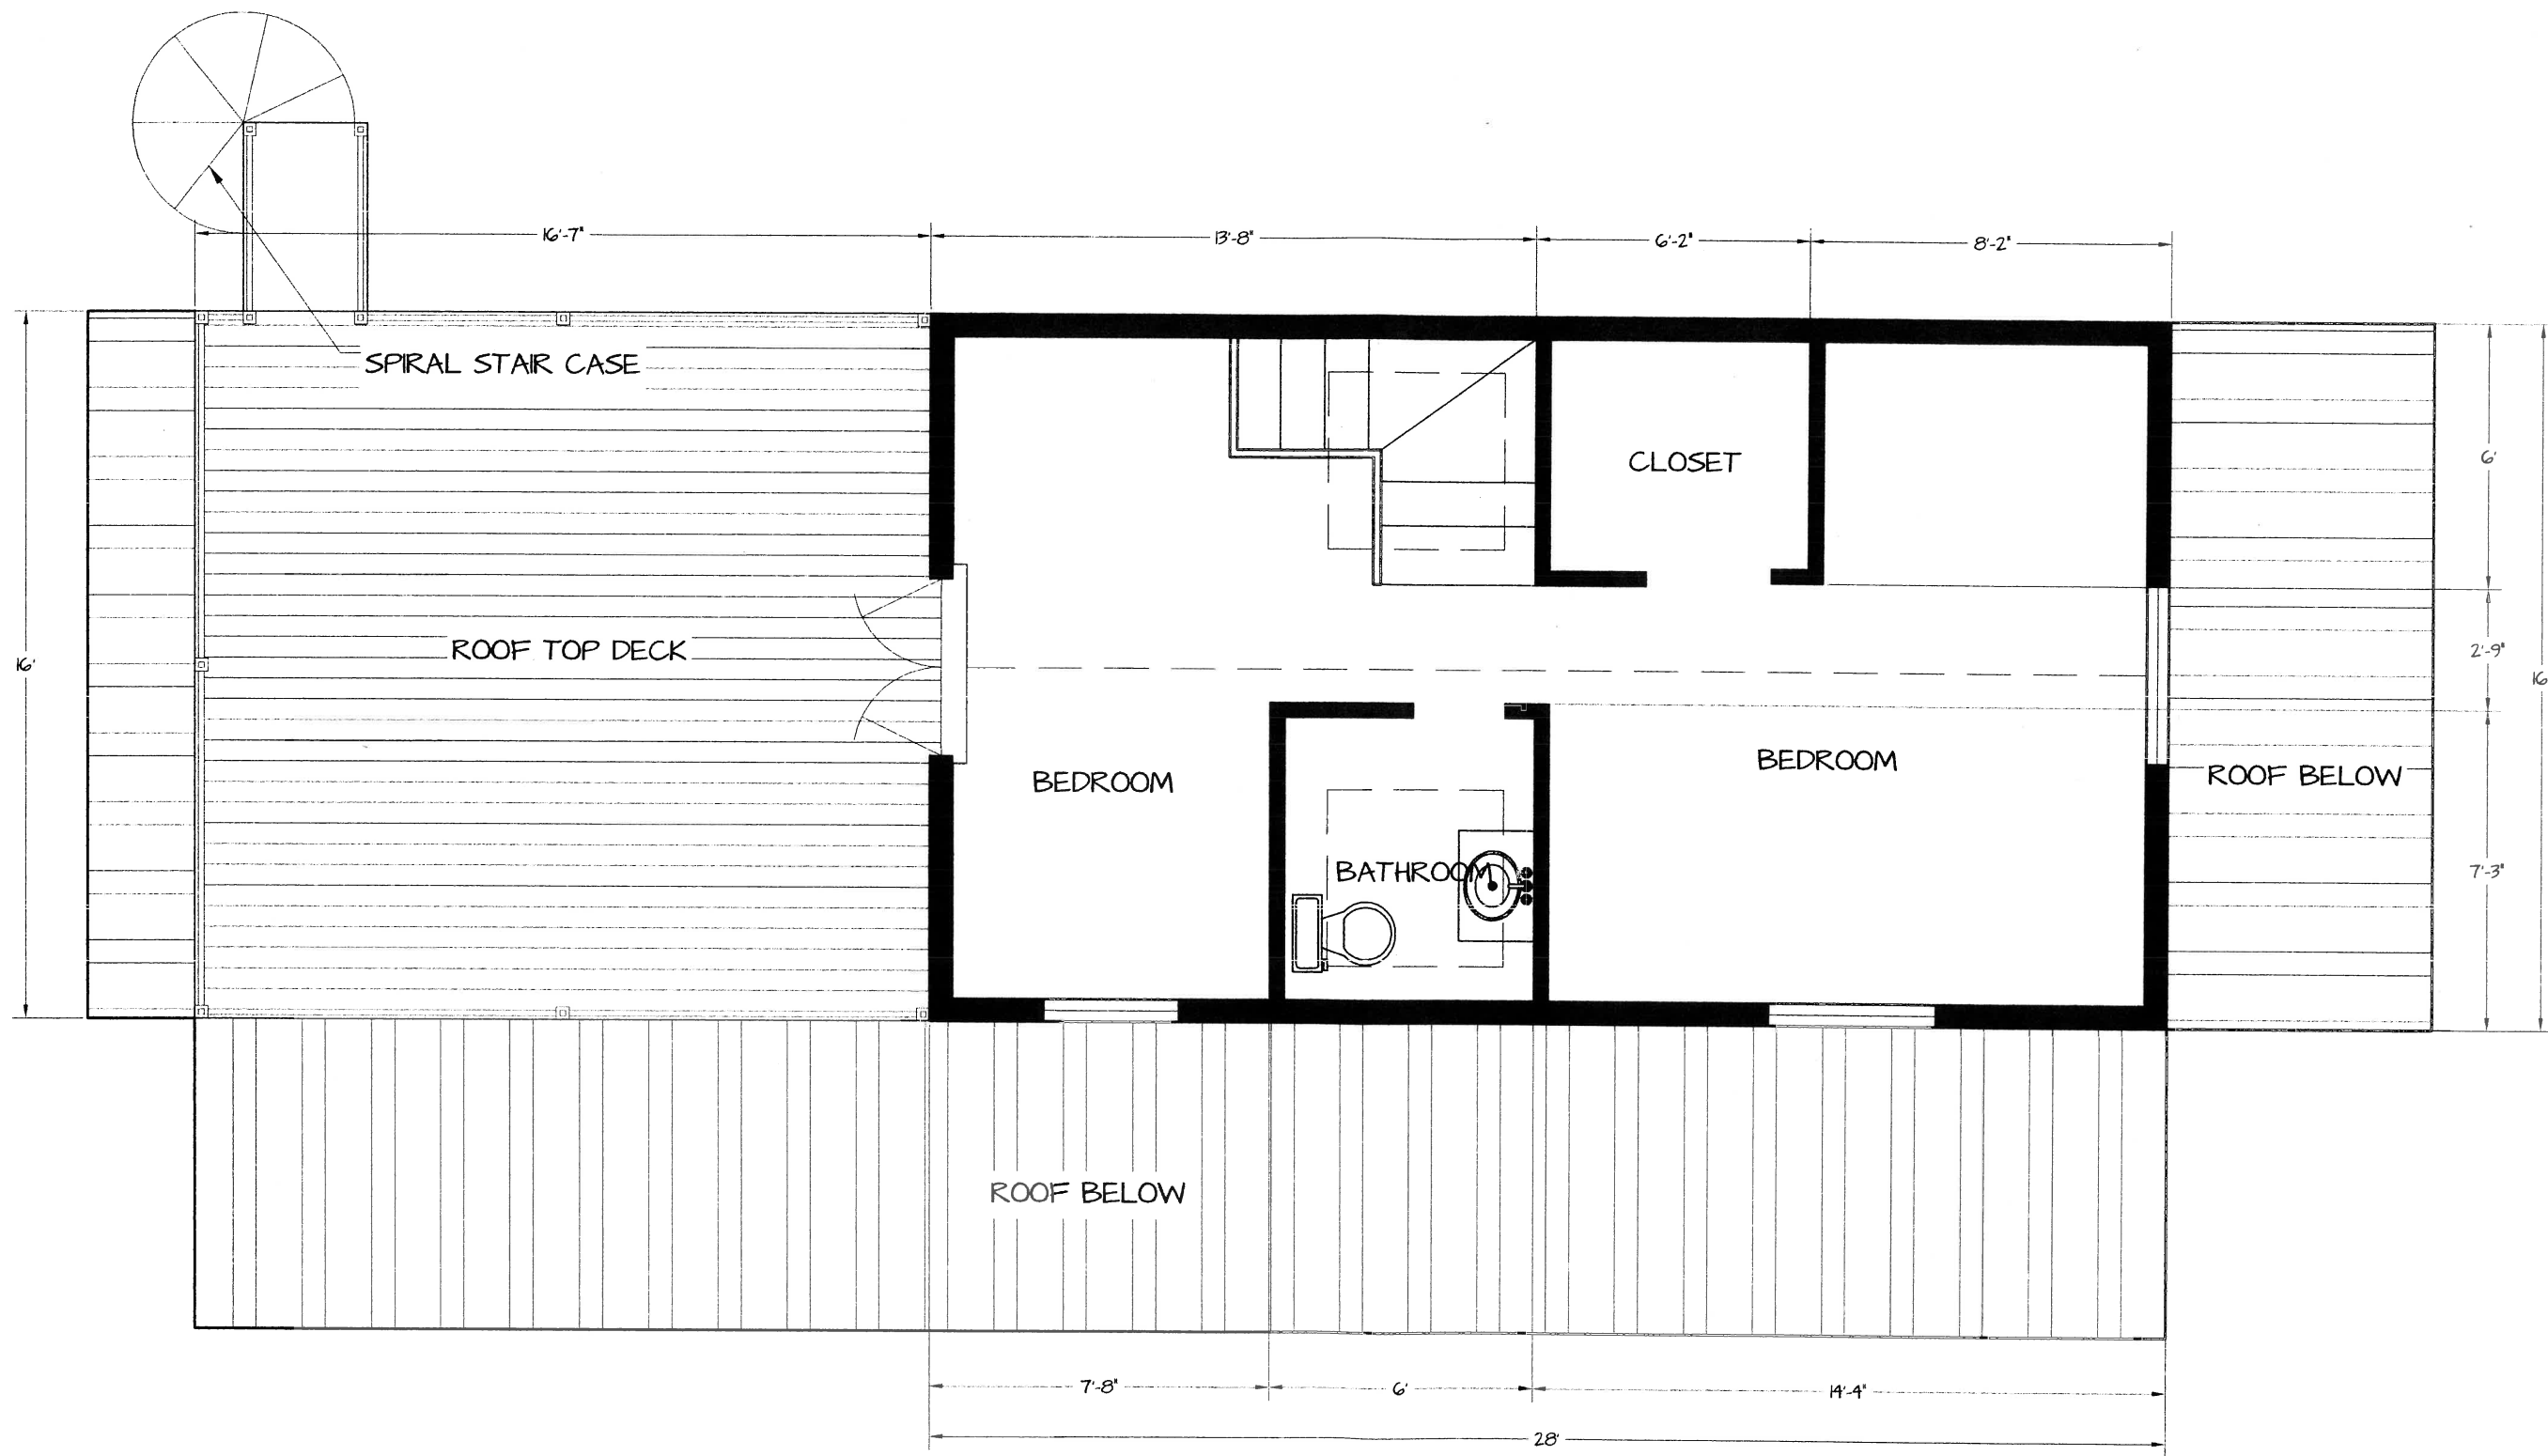 16'-7"
13'-8"
6'-2"
8'-2"
SPIRAL STAIR CASE
CLOSET
6'
ROOF TOP DECK
2'-9"
16'
16
BEDROOM
BEDROOM
ROOF BELOW
BATHROOM
7'-3"
ROOF BELOW
7'-8"
6'
14'-4"
28'